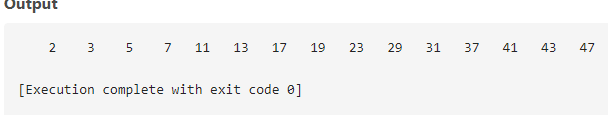 Output
2 3 5 7 11 13 17 19 23 29 31 37 41 43 47
[Execution complete with exit code 0]